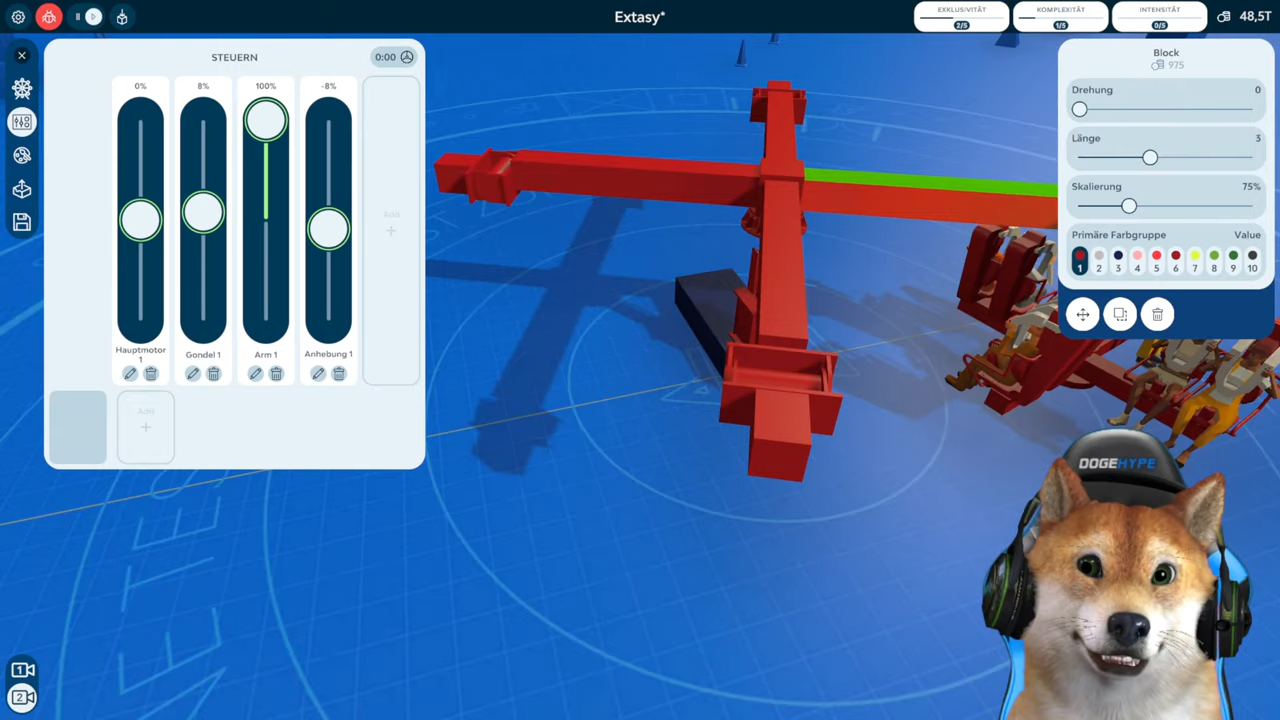 Extasy*
EXKLUSIVITÄT
2/5
KOMPLEXITÄT
1/5
INTENSITÄT
0/5
48,5T
STEUERN
0:00
0%
8%
100%
-8%
Add
+
Hauptmotor
1
Gondel 1
Arm 1
Anhebung 1
Add
+
Block
975
Drehung 0
Länge 3
Skalierung 75%
Primäre Farbgruppe Value
1 2 3 4 5 6 7 8 9 10
1
2
DOGEHYPE